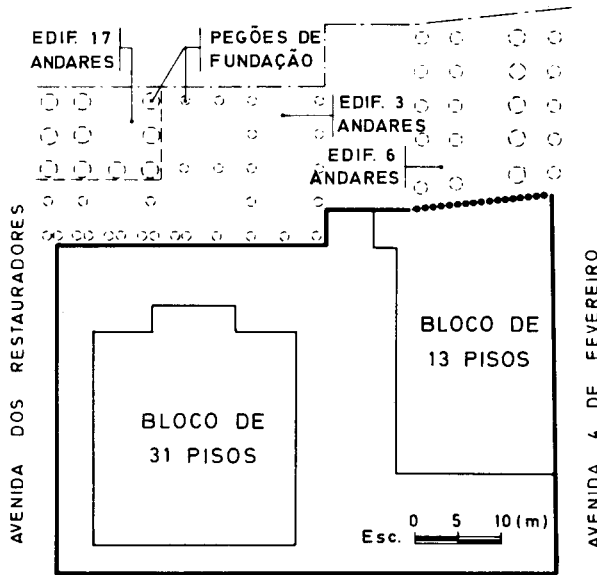 EDIF. 17
ANDARES
PEGÕES DE
FUNDAÇÃO
EDIF. 3
ANDARES
EDIF. 6
ANDARES
AVENIDA DOS RESTAURADORES
BLOCO DE
31 PISOS
BLOCO DE
13 PISOS
AVENIDA 4 DE FEVEREIRO
Esc. 0 5 10 (m)